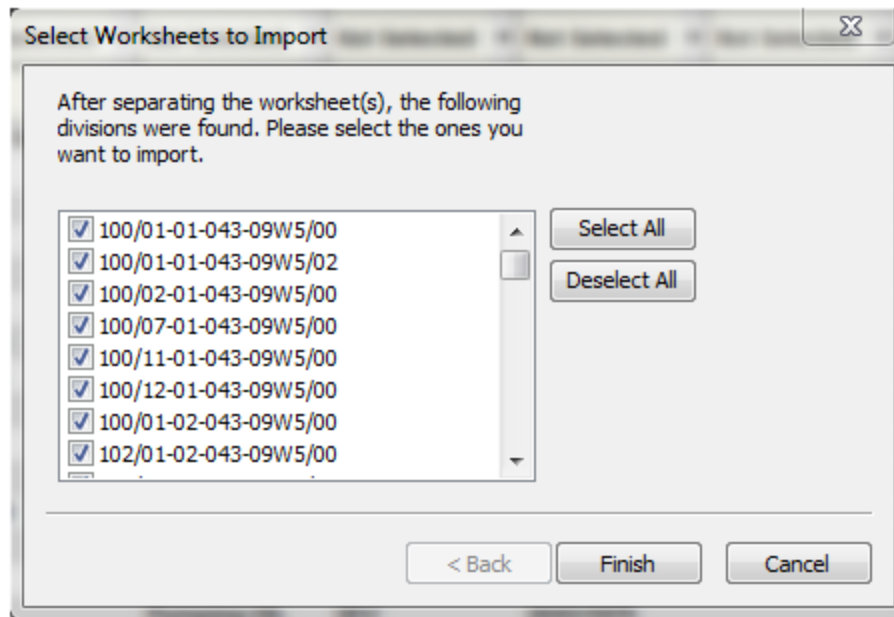 Select Worksheets to Import
After separating the worksheet(s), the following
divisions were found. Please select the ones you
want to import.
100/01-01-043-09W5/00
100/01-01-043-09W5/02
100/02-01-043-09W5/00
100/07-01-043-09W5/00
100/11-01-043-09W5/00
100/12-01-043-09W5/00
100/01-02-043-09W5/00
102/01-02-043-09W5/00
Select All
Deselect All
< Back
Finish
Cancel